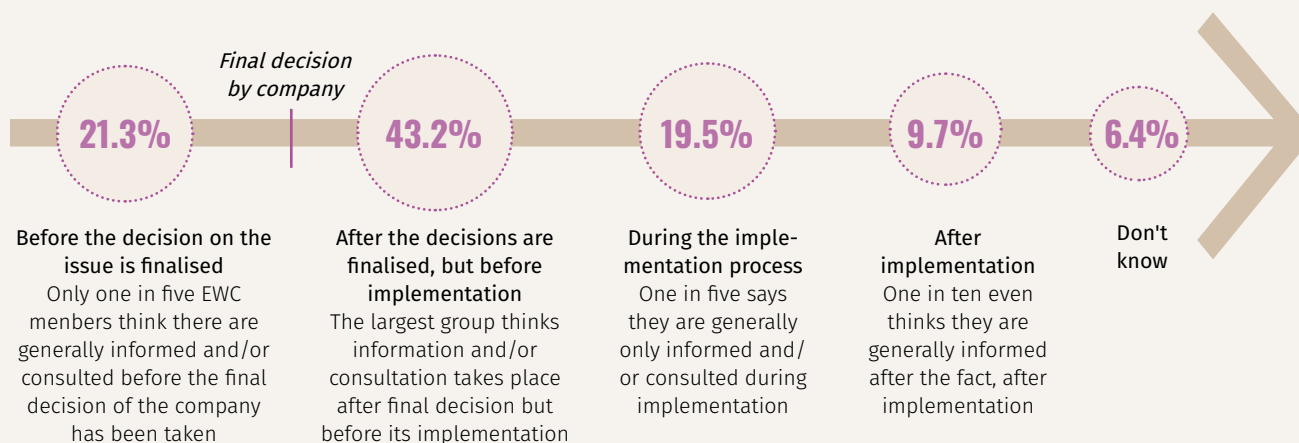 Final decision
by company
21.3%
43.2%
19.5%
9.7%
6.4%
Before the decision on the
issue is finalised
Only one in five EWC
menbers think there are
generally informed and/or
consulted before the final
decision of the company
has been taken
After the decisions are
finalised, but before
implementation
The largest group thinks
information and/or
consultation takes place
after final decision but
before its implementation
During the imple-
mentation process
One in five says
they are generally
only informed and/
or consulted during
implementation
After
implementation
One in ten even
thinks they are
generally informed
after the fact, after
implementation
Don't
know